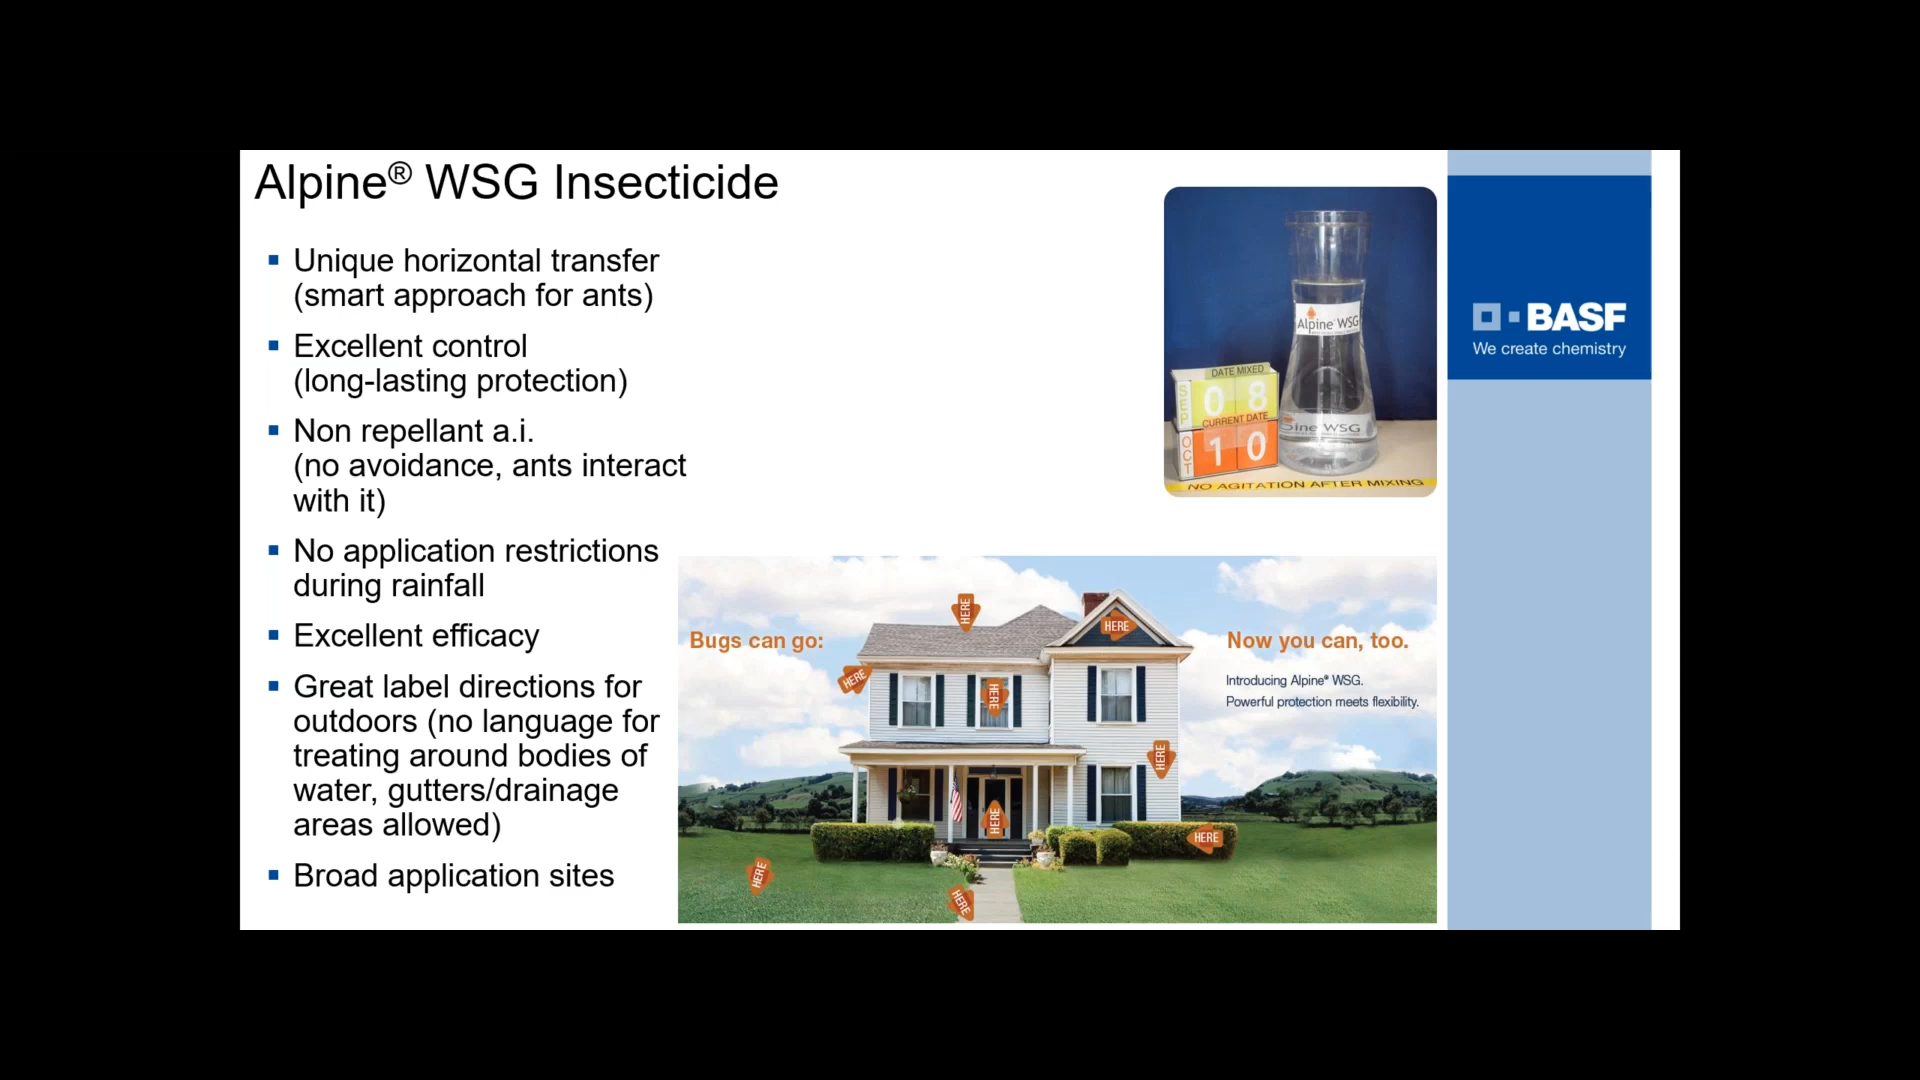 Alpine® WSG Insecticide
▪ Unique horizontal transfer
(smart approach for ants)
▪ Excellent control
(long-lasting protection)
▪ Non repellant a.i.
(no avoidance, ants interact
with it)
▪ No application restrictions
during rainfall
▪ Excellent efficacy
▪ Great label directions for
outdoors (no language for
treating around bodies of
water, gutters/drainage
areas allowed)
▪ Broad application sites
Alpine WSG
DATE MIXED
SEP 08
CURRENT DATE
OCT 10
pine WSG
NO AGITATION AFTER MIXING
BASF
We create chemistry
Bugs can go:
HERE
HERE
HERE
HERE
HERE
HERE
HERE
HERE
HERE
Now you can, too.
Introducing Alpine® WSG.
Powerful protection meets flexibility.